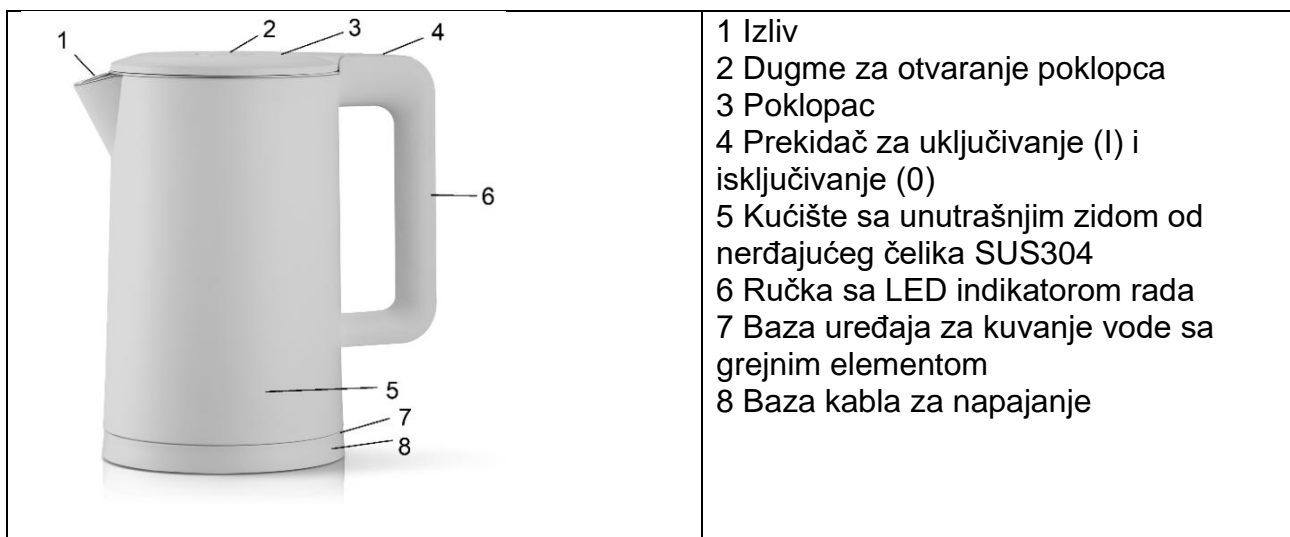 1
2
3
4
6
5
7
8
1 Izliv
2 Dugme za otvaranje poklopca
3 Poklopac
4 Prekidač za uključivanje (I) i
isključivanje (0)
5 Kućište sa unutrašnjim zidom od
nerđajućeg čelika SUS304
6 Ručka sa LED indikatorom rada
7 Baza uređaja za kuvanje vode sa
grejnim elementom
8 Baza kabla za napajanje